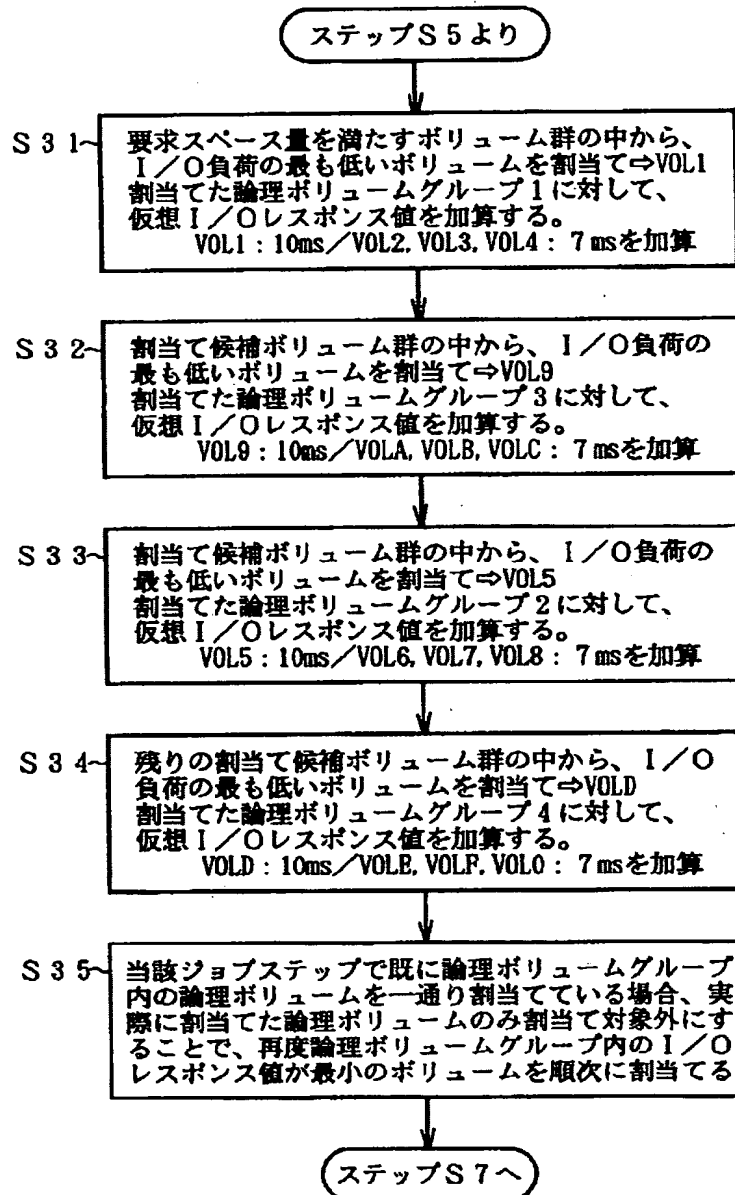 ステップS5より
S31~
要求スペース量を満たすボリューム群の中から、
I/O負荷の最も低いボリュームを割当て⇨VOL1
割当てた論理ボリュームグループ1に対して、
仮想I/Oレスポンス値を加算する。
VOL1:10ms/VOL2,VOL3,VOL4:7msを加算
S32~
割当て候補ボリューム群の中から、I/O負荷の
最も低いボリュームを割当て⇨VOL9
割当てた論理ボリュームグループ3に対して、
仮想I/Oレスポンス値を加算する。
VOL9:10ms/VOLA,VOLB,VOLC:7msを加算
S33~
割当て候補ボリューム群の中から、I/O負荷の
最も低いボリュームを割当て⇨VOL5
割当てた論理ボリュームグループ2に対して、
仮想I/Oレスポンス値を加算する。
VOL5:10ms/VOL6,VOL7,VOL8:7msを加算
S34~
残りの割当て候補ボリューム群の中から、I/O
負荷の最も低いボリュームを割当て⇨VOLD
割当てた論理ボリュームグループ4に対して、
仮想I/Oレスポンス値を加算する。
VOLD:10ms/VOLE,VOLF,VOL0:7msを加算
S35~
当該ジョブステップで既に論理ボリュームグループ
内の論理ボリュームを一通り割当てている場合、実
際に割当てた論理ボリュームのみ割当て対象外にす
ることで、再度論理ボリュームグループ内のI/O
レスポンス値が最小のボリュームを順次に割当てる
ステップS7へ